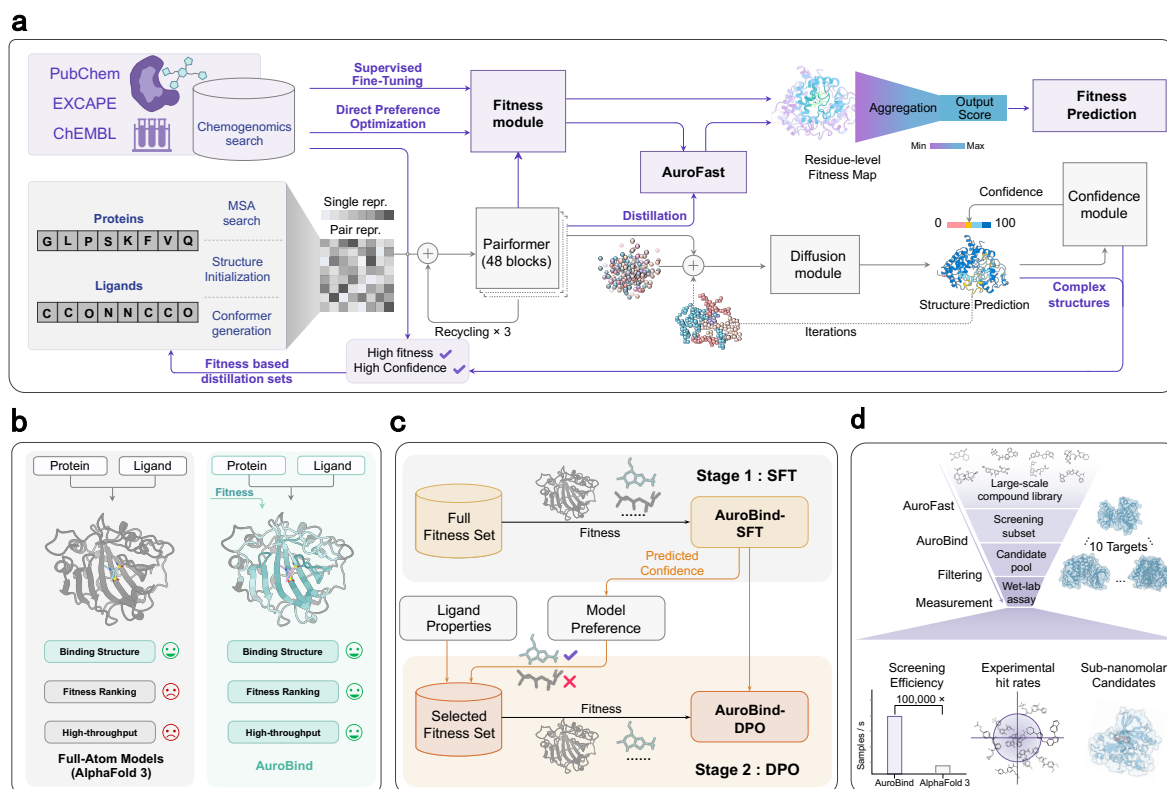 a
PubChem
EXCAPE
ChEMBL
Chemogenomics
search
Supervised
Fine-Tuning
Direct Preference
Optimization
Fitness
module
AuroFast
Distillation
Residue-level
Fitness Map
Aggregation
Output
Score
Min
Max
Fitness
Prediction
Proteins
G L P S K F V Q
Ligands
C C O N N C C O
MSA
search
Structure
Initialization
Conformer
generation
Single repr.
Pair repr.
Pairformer
(48 blocks)
Recycling × 3
Diffusion
module
Iterations
0
100
Confidence
Structure Prediction
Confidence
module
Complex
structures
High fitness
High Confidence
Fitness based
distillation sets
b
Protein
Ligand
Binding Structure
Fitness Ranking
High-throughput
Full-Atom Models
(AlphaFold 3)
Protein
Ligand
Fitness
Binding Structure
Fitness Ranking
High-throughput
AuroBind
c
Stage 1 : SFT
Full
Fitness Set
......
Fitness
AuroBind-
SFT
Predicted
Confidence
Ligand
Properties
Model
Preference
Selected
Fitness Set
Fitness
......
AuroBind-
DPO
Stage 2 : DPO
d
Large-scale
compound library
AuroFast
Screening
subset
AuroBind
Candidate
pool
Filtering
Wet-lab
assay
Measurement
10 Targets
...
Screening
Efficiency
100,000 ×
Samples / s
AuroBind
AlphaFold 3
Experimental
hit rates
Sub-nanomolar
Candidates